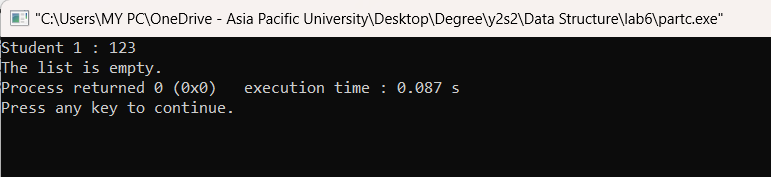 "C:\Users\MY PC\OneDrive - Asia Pacific University\Desktop\Degree\y2s2\Data Structure\lab6\partc.exe"
Student 1 : 123
The list is empty.
Process returned 0 (0x0)   execution time : 0.087 s
Press any key to continue.